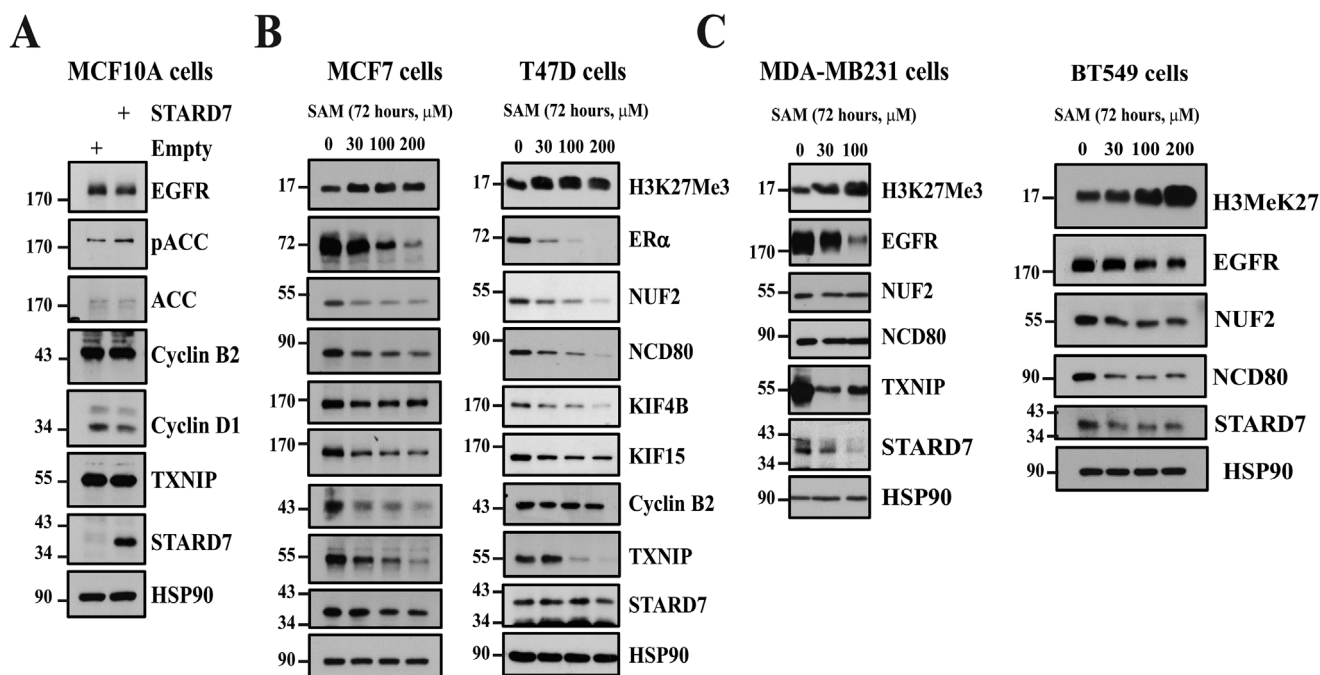 A
MCF10A cells
+ STARD7
+ Empty
170 EGFR
170 pACC
170 ACC
43 Cyclin B2
34 Cyclin D1
55 TXNIP
43
34 STARD7
90 HSP90
B
MCF7 cells
SAM (72 hours, μM)
0 30 100 200
17
72
55
90
170
170
43
55
43
34
90
T47D cells
SAM (72 hours, μM)
0 30 100 200
17 H3K27Me3
72 ERα
55 NUF2
90
NCD80
170 KIF4B
170 KIF15
43 Cyclin B2
55 TXNIP
43
STARD7
34
90 HSP90
C
MDA-MB231 cells
SAM (72 hours, μM)
0 30 100
17 H3K27Me3
170 EGFR
55 NUF2
90 NCD80
55 TXNIP
43
STARD7
34
90 HSP90
BT549 cells
SAM (72 hours, μM)
0 30 100 200
17 H3MeK27
170 EGFR
55 NUF2
90 NCD80
43
STARD7
34
90 HSP90